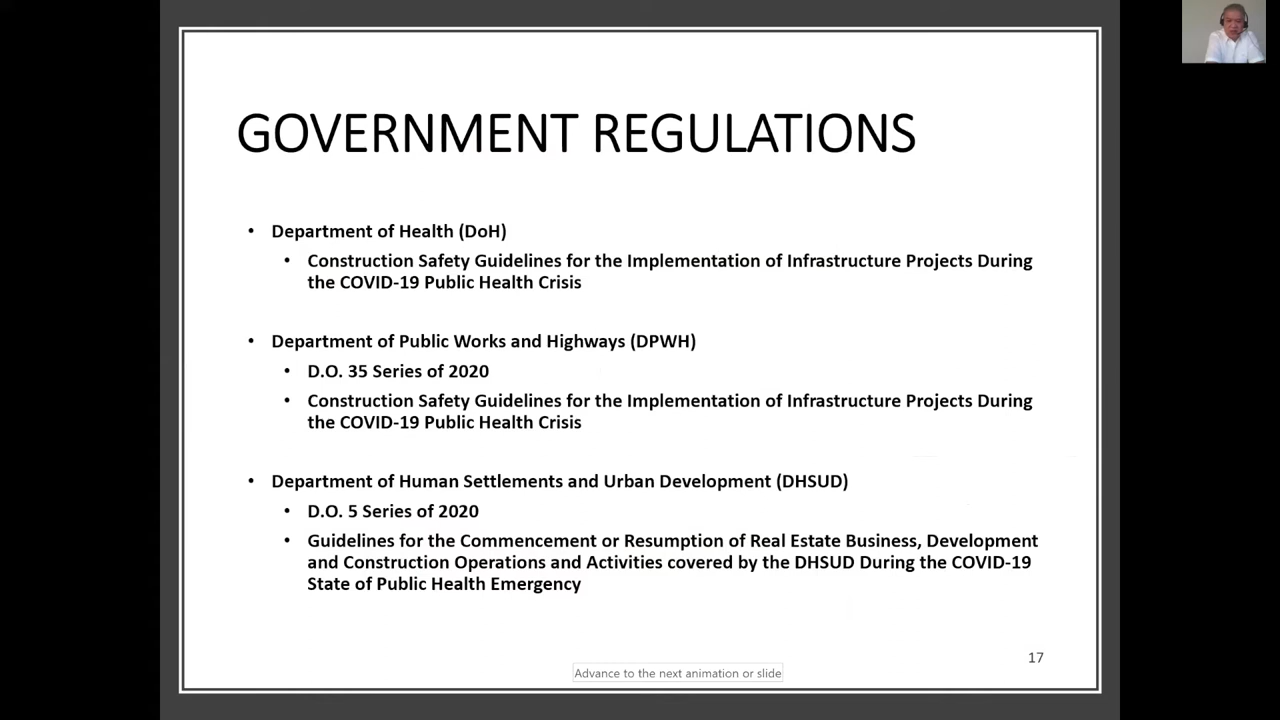 GOVERNMENT REGULATIONS
• Department of Health (DoH)
• Construction Safety Guidelines for the Implementation of Infrastructure Projects During
the COVID-19 Public Health Crisis
• Department of Public Works and Highways (DPWH)
• D.O. 35 Series of 2020
• Construction Safety Guidelines for the Implementation of Infrastructure Projects During
the COVID-19 Public Health Crisis
• Department of Human Settlements and Urban Development (DHSUD)
• D.O. 5 Series of 2020
• Guidelines for the Commencement or Resumption of Real Estate Business, Development
and Construction Operations and Activities covered by the DHSUD During the COVID-19
State of Public Health Emergency
17
Advance to the next animation or slide